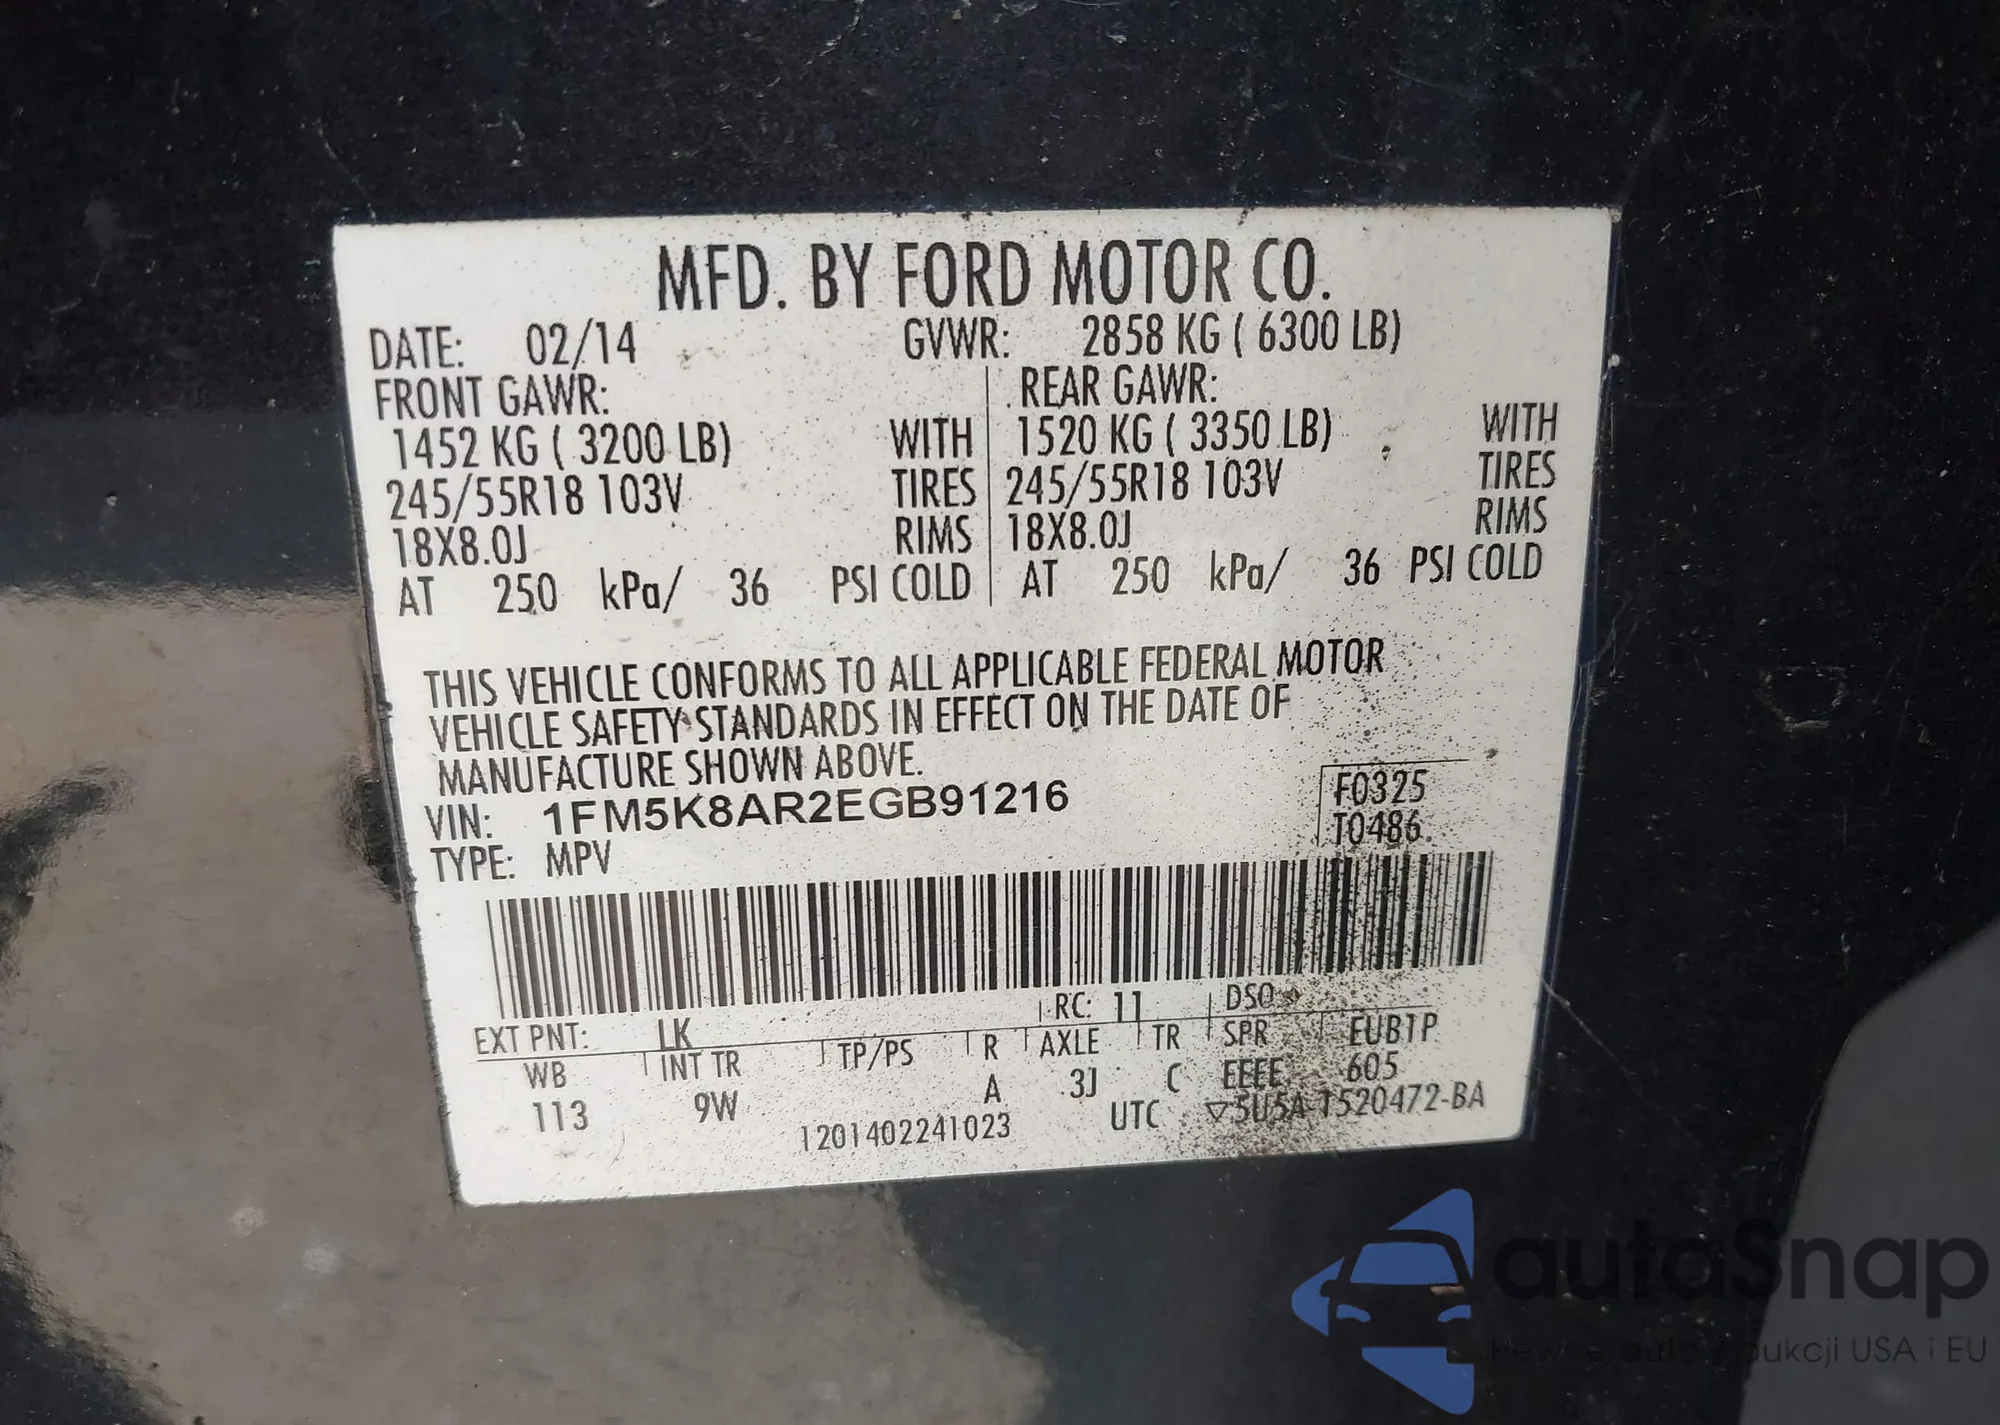 MFD. BY FORD MOTOR CO.
DATE: 02/14 GVWR: 2858 KG ( 6300 LB)
FRONT GAWR: REAR GAWR:
1452 KG ( 3200 LB) WITH 1520 KG ( 3350 LB) WITH
245/55R18 103V TIRES 245/55R18 103V TIRES
18X8.0J RIMS 18X8.0J RIMS
AT 250 kPa/ 36 PSI COLD AT 250 kPa/ 36 PSI COLD
THIS VEHICLE CONFORMS TO ALL APPLICABLE FEDERAL MOTOR
VEHICLE SAFETY STANDARDS IN EFFECT ON THE DATE OF
MANUFACTURE SHOWN ABOVE.
VIN: 1FM5K8AR2EGB91216 F0325
TYPE: MPV T0486
EXT PNT: LK RC: 11 DSO:
WB INT TR TP/PS R AXLE TR SPR EUB1P
113 9W A 3J C EEEE 605
1201402241023 UTC ▽5U5A-1520472-BA
autoSnap
USA i EU